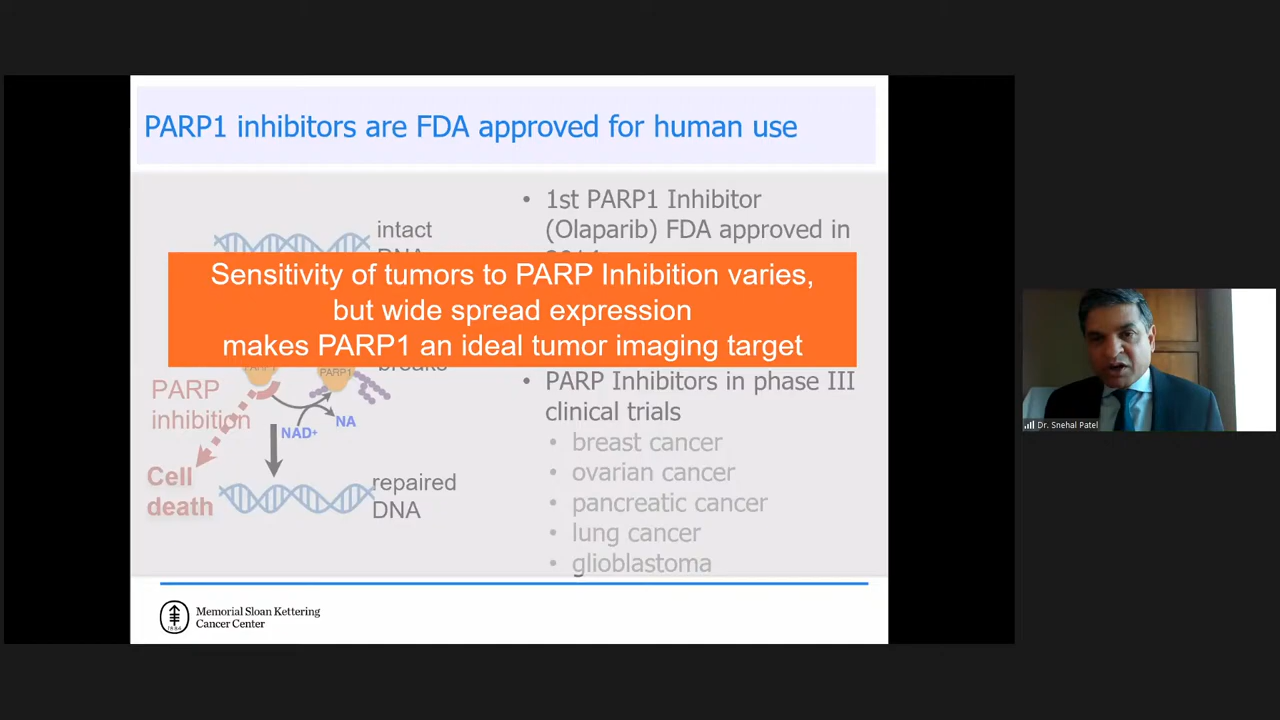 PARP1 inhibitors are FDA approved for human use
intact
DNA
1st PARP1 Inhibitor
(Olaparib) FDA approved in
Sensitivity of tumors to PARP Inhibition varies,
but wide spread expression
makes PARP1 an ideal tumor imaging target
breaks
PARP1
PARP
inhibition
NAD+
NA
Cell
death
repaired
DNA
• PARP Inhibitors in phase III
clinical trials
• breast cancer
• ovarian cancer
• pancreatic cancer
• lung cancer
• glioblastoma
Memorial Sloan Kettering
Cancer Center
Dr. Snehal Patel